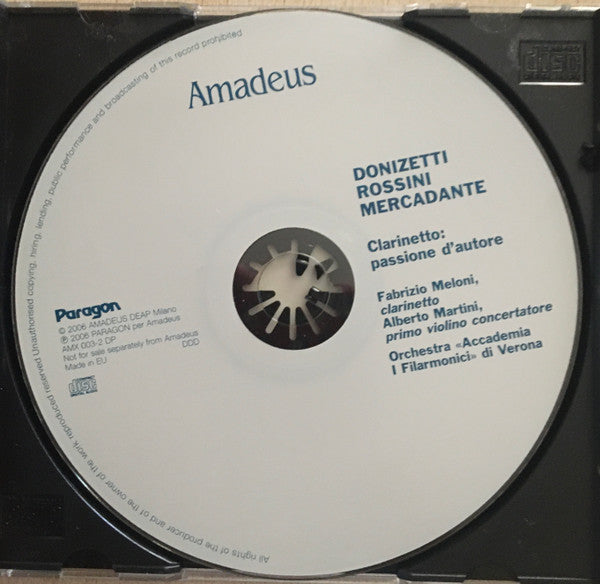 Amadeus
DONIZETTI
ROSSINI
MERCADANTE
Clarinetto:
passione d'autore
Fabrizio Meloni,
clarinetto
Alberto Martini,
primo violino concertatore
Orchestra «Accademia
I Filarmonici» di Verona
Paragon
© 2006 AMADEUS DEAP Milano
℗ 2006 PARAGON per Amadeus
AMX 003-2 DP
Not for sale separately from Amadeus
Made in EU DDD
disc
All rights of the producer and of the owner of the work reproduced reserved Unauthorised copying, hiring, lending, public performance and broadcasting of this record prohibited
disc